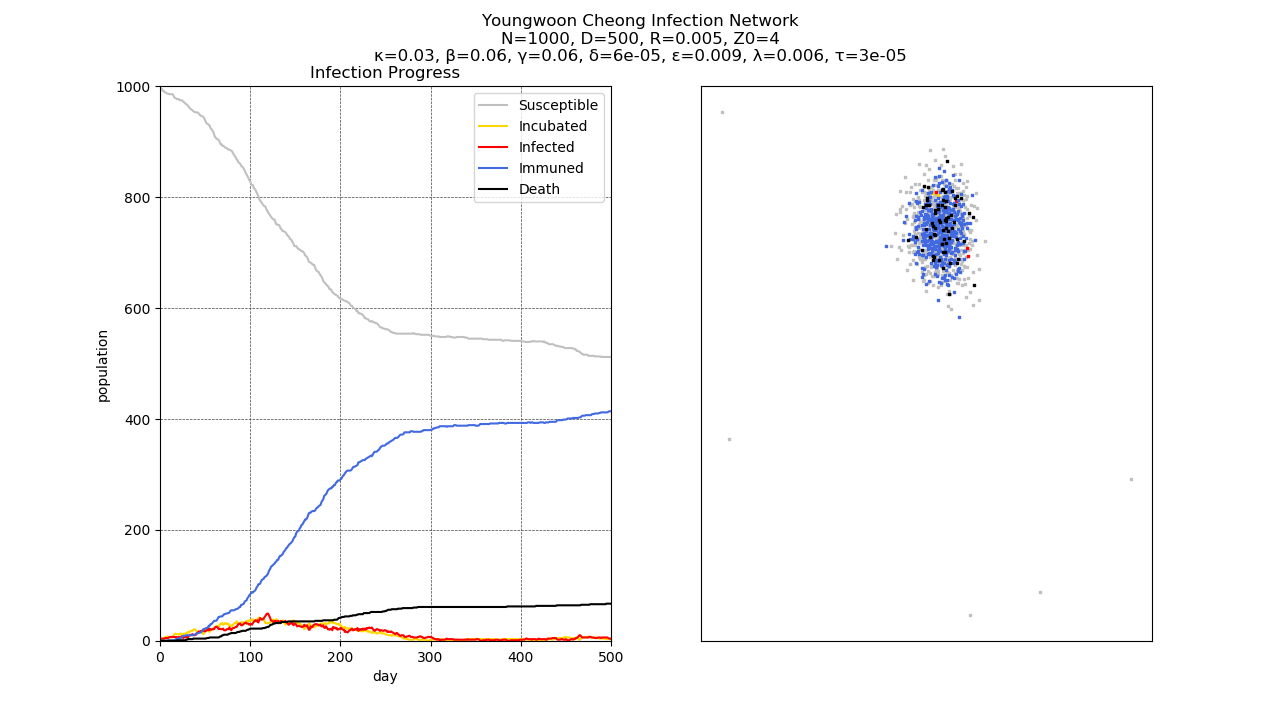 Youngwoon Cheong Infection Network
N=1000, D=500, R=0.005, Z0=4
κ=0.03, β=0.06, γ=0.06, δ=6e-05, ε=0.009, λ=0.006, τ=3e-05
Infection Progress
1000
800
600
400
200
0
population
Susceptible
Incubated
Infected
Immuned
Death
0 100 200 300 400 500
day